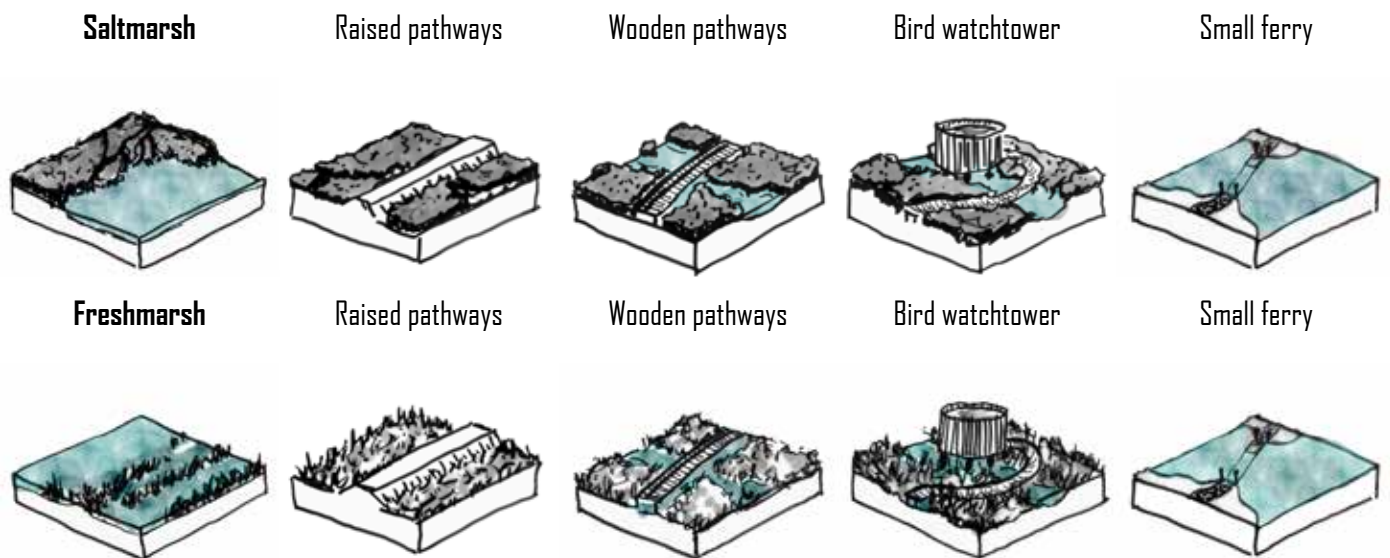 Saltmarsh Raised pathways Wooden pathways Bird watchtower Small ferry
Freshmarsh Raised pathways Wooden pathways Bird watchtower Small ferry